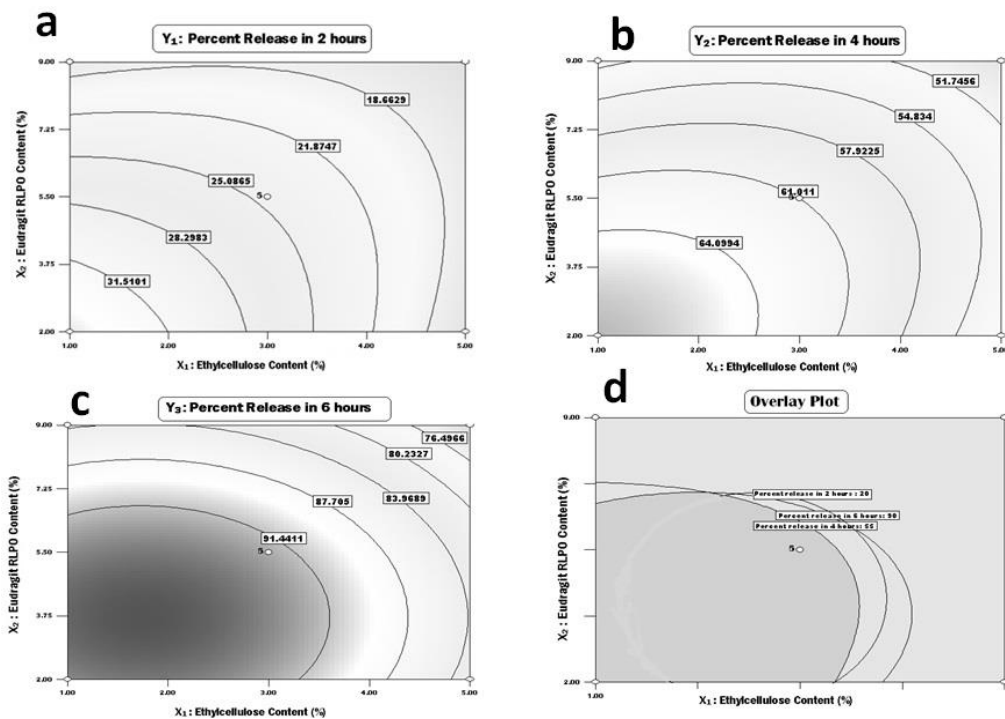 a
Y₁: Percent Release in 2 hours
X₂ : Eudragit RLPO Content (%)
9.00
7.25
5.50
3.75
2.00
18.6629
21.8747
25.0865
5
28.2983
31.5101
1.00
2.00
3.00
4.00
5.00
X₁ : Ethylcellulose Content (%)
b
Y₂: Percent Release in 4 hours
X₂ : Eudragit RLPO Content (%)
9.00
7.25
5.50
3.75
2.00
51.7456
54.834
57.9225
61.011
5
64.0994
1.00
2.00
3.00
4.00
5.00
X₁ : Ethylcellulose Content (%)
c
Y₃: Percent Release in 6 hours
X₂ : Eudragit RLPO Content (%)
9.00
7.25
5.50
3.75
2.00
76.4966
80.2327
83.9689
87.705
91.4411
5
1.00
2.00
3.00
4.00
5.00
X₁ : Ethylcellulose Content (%)
d
Overlay Plot
X₂ : Eudragit RLPO Content (%)
9.00
2.00
Percent release in 2 hours : 20
Percent release in 6 hours: 90
Percent release in 4 hours: 55
5
1.00
X₁ : Ethylcellulose Content (%)